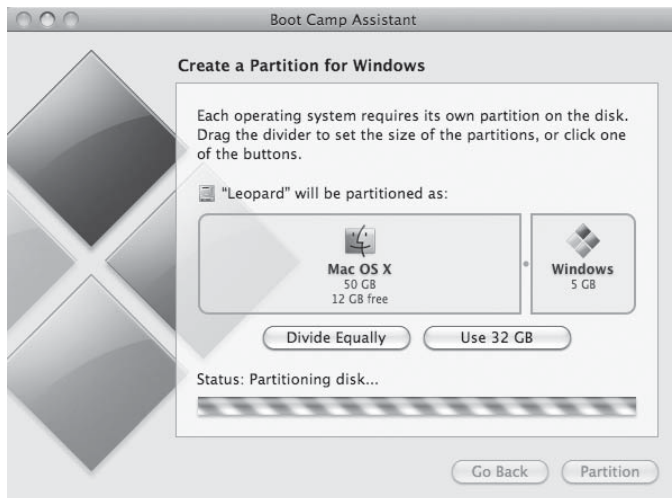 Boot Camp Assistant
Create a Partition for Windows
Each operating system requires its own partition on the disk.
Drag the divider to set the size of the partitions, or click one
of the buttons.
"Leopard" will be partitioned as:
Mac OS X
50 GB
12 GB free
Windows
5 GB
Divide Equally
Use 32 GB
Status: Partitioning disk...
Go Back
Partition